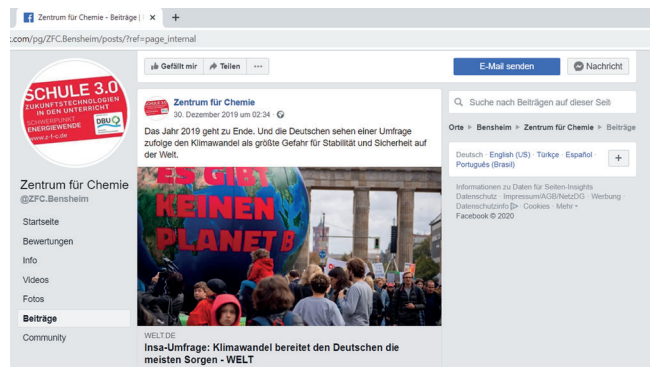 Zentrum für Chemie - Beiträge |
.com/pg/ZFC.Bensheim/posts/?ref=page_internal
SCHULE 3.0
ZUKUNFTSTECHNOLOGIEN
IN DEN UNTERRICHT
SCHWERPUNKT
ENERGIEWENDE
DBU
www.z-f-c.de
Zentrum für Chemie
@ZFC.Bensheim
Startseite
Bewertungen
Info
Videos
Fotos
Beiträge
Community
Gefällt mir
Teilen
Zentrum für Chemie
30. Dezember 2019 um 02:34 ·
Das Jahr 2019 geht zu Ende. Und die Deutschen sehen einer Umfrage
zufolge den Klimawandel als größte Gefahr für Stabilität und Sicherheit auf
der Welt.
ES GIBT
KEINEN
PLANET B
WELT.DE
Insa-Umfrage: Klimawandel bereitet den Deutschen die
meisten Sorgen - WELT
E-Mail senden
Nachricht
Suche nach Beiträgen auf dieser Seit
Orte ▸ Bensheim ▸ Zentrum für Chemie ▸ Beiträge
Deutsch · English (US) · Türkçe · Español ·
Português (Brasil)
Informationen zu Daten für Seiten-Insights
Datenschutz · Impressum/AGB/NetzDG · Werbung ·
Datenschutzinfo · Cookies · Mehr
Facebook © 2020